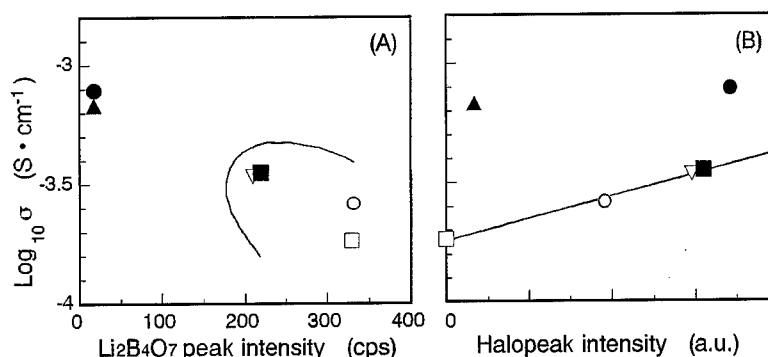 (A)
(B)
-3
-3.5
-4
Log10 σ (S • cm-1)
0 100 200 300 400
0
Li2B4O7 peak intensity (cps)
Halopeak intensity (a.u.)